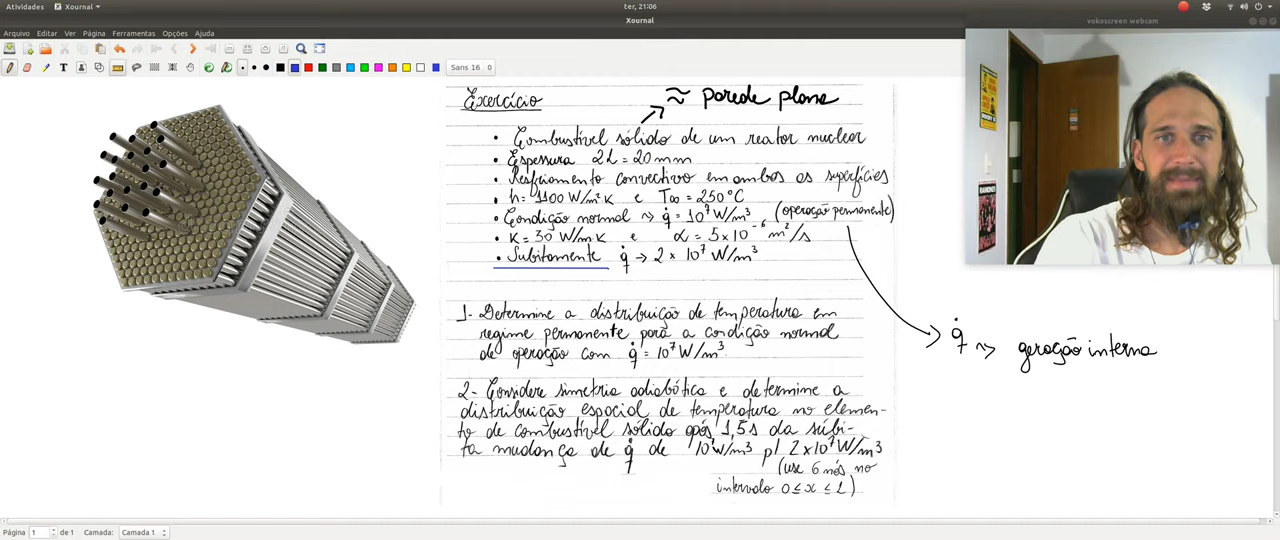 Atividades Xournal ter, 21:06
Xournal
vokoscreen webcam
Arquivo Editar Ver Página Ferramentas Opções Ajuda
Sans 16 0
Exercício
≈ parede plana
• Combustível sólido de um reator nuclear
• Espessura 2L = 20 mm
• Resfriamento convectivo em ambas as superfícies
• h = 1100 W/m²K e T∞ = 250°C
• Condição normal ~> q̇ = 10⁷ W/m³ (operação permanente)
• K = 30 W/mK e α = 5x10⁻⁶ m²/s
• Subitamente q̇ → 2 x 10⁷ W/m³
1- Determine a distribuição de temperatura em
regime permanente para a condição normal
de operação com q̇ = 10⁷ W/m³.
q̇ ~> geração interna
2- Considere simetria adiabática e determine a
distribuição espacial de temperatura no elemen-
to de combustível sólido após 1,5s da súbi-
ta mudança de q̇ de 10⁷ W/m³ p/ 2x10⁷ W/m³
(use 6 nós no
intervalo 0 ≤ x ≤ L)
RAMONES
Página 1 de 1 Camada: Camada 1